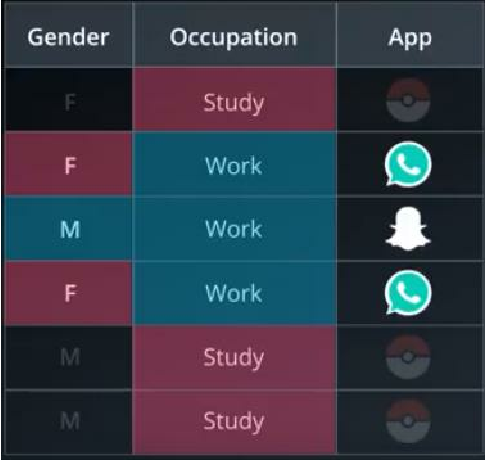 Gender Occupation App
F Study
F Work
M Work
F Work
M Study
M Study